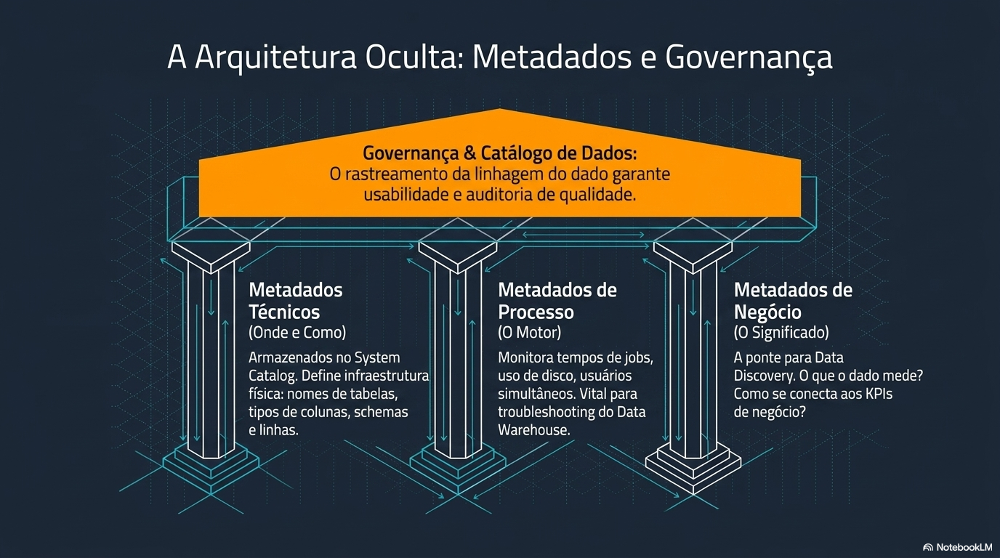 A Arquitetura Oculta: Metadados e Governança
Governança & Catálogo de Dados:
O rastreamento da linhagem do dado garante
usabilidade e auditoria de qualidade.
Metadados
Técnicos
(Onde e Como)
Armazenados no System
Catalog. Define infraestrutura
física: nomes de tabelas,
tipos de colunas, schemas
e linhas.
Metadados de
Processo
(O Motor)
Monitora tempos de jobs,
uso de disco, usuários
simultâneos. Vital para
troubleshooting do Data
Warehouse.
Metadados de
Negócio
(O Significado)
A ponte para Data
Discovery. O que o dado mede?
Como se conecta aos KPIs
de negócio?
NotebookLM